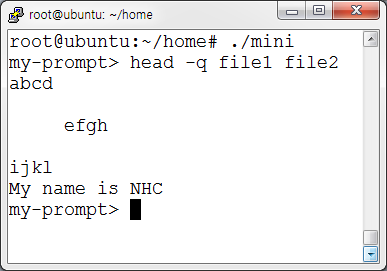 root@ubuntu: ~/home
root@ubuntu:~/home# ./mini
my-prompt> head -q file1 file2
abcd
efgh
ijkl
My name is NHC
my-prompt>